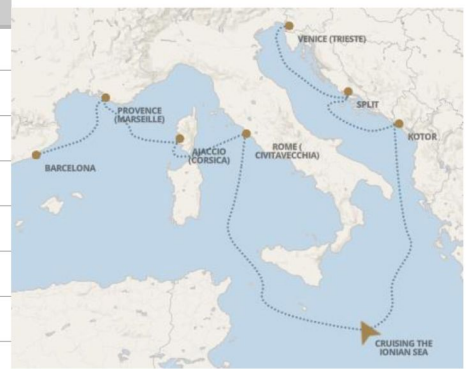 VENICE (TRIESTE)
SPLIT
KOTOR
PROVENCE
(MARSEILLE)
AJACCIO
(CORSICA)
ROME (
CIVITAVECCHIA)
BARCELONA
CRUISING THE
IONIAN SEA